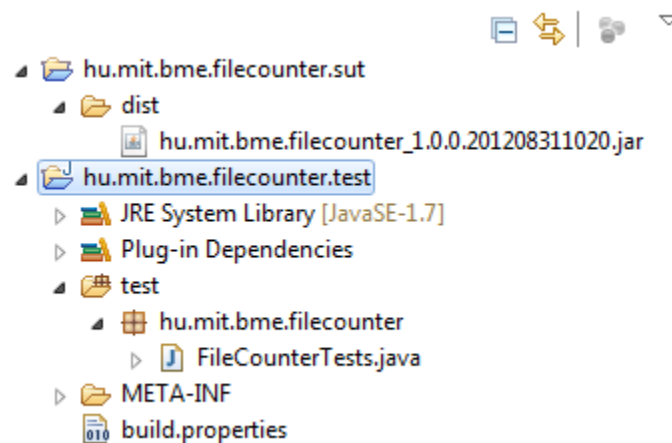 hu.mit.bme.filecounter.sut
dist
hu.mit.bme.filecounter_1.0.0.201208311020.jar
hu.mit.bme.filecounter.test
JRE System Library [JavaSE-1.7]
Plug-in Dependencies
test
hu.mit.bme.filecounter
J FileCounterTests.java
META-INF
010 build.properties